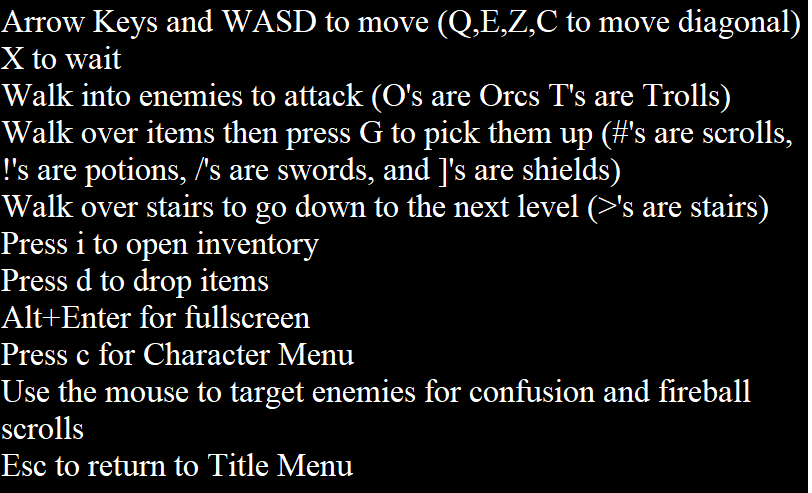 Arrow Keys and WASD to move (Q,E,Z,C to move diagonal)
X to wait
Walk into enemies to attack (O's are Orcs T's are Trolls)
Walk over items then press G to pick them up (#'s are scrolls,
!'s are potions, /'s are swords, and ]'s are shields)
Walk over stairs to go down to the next level (>'s are stairs)
Press i to open inventory
Press d to drop items
Alt+Enter for fullscreen
Press c for Character Menu
Use the mouse to target enemies for confusion and fireball
scrolls
Esc to return to Title Menu